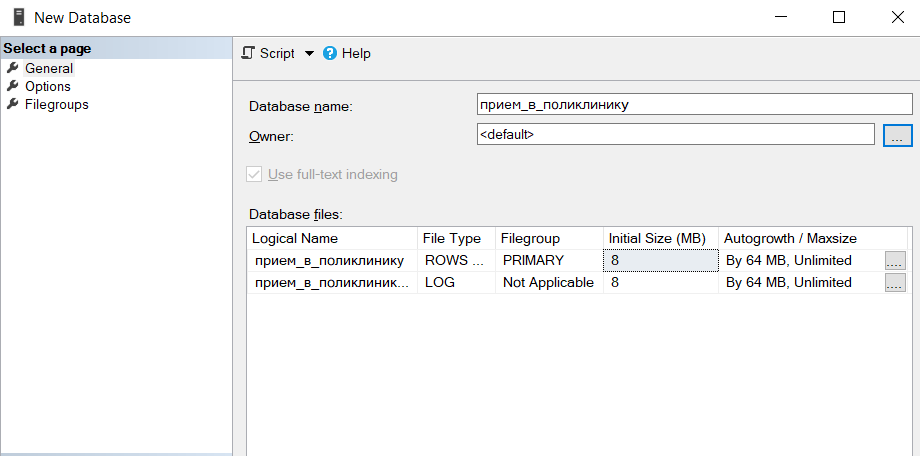 New Database
Select a page
General
Options
Filegroups
Script Help
Database name: прием_в_поликлинику
Owner: <default> ...
Use full-text indexing
Database files:
Logical Name File Type Filegroup Initial Size (MB) Autogrowth / Maxsize
прием_в_поликлинику ROWS ... PRIMARY 8 By 64 MB, Unlimited ....
прием_в_поликлиник... LOG Not Applicable 8 By 64 MB, Unlimited ....